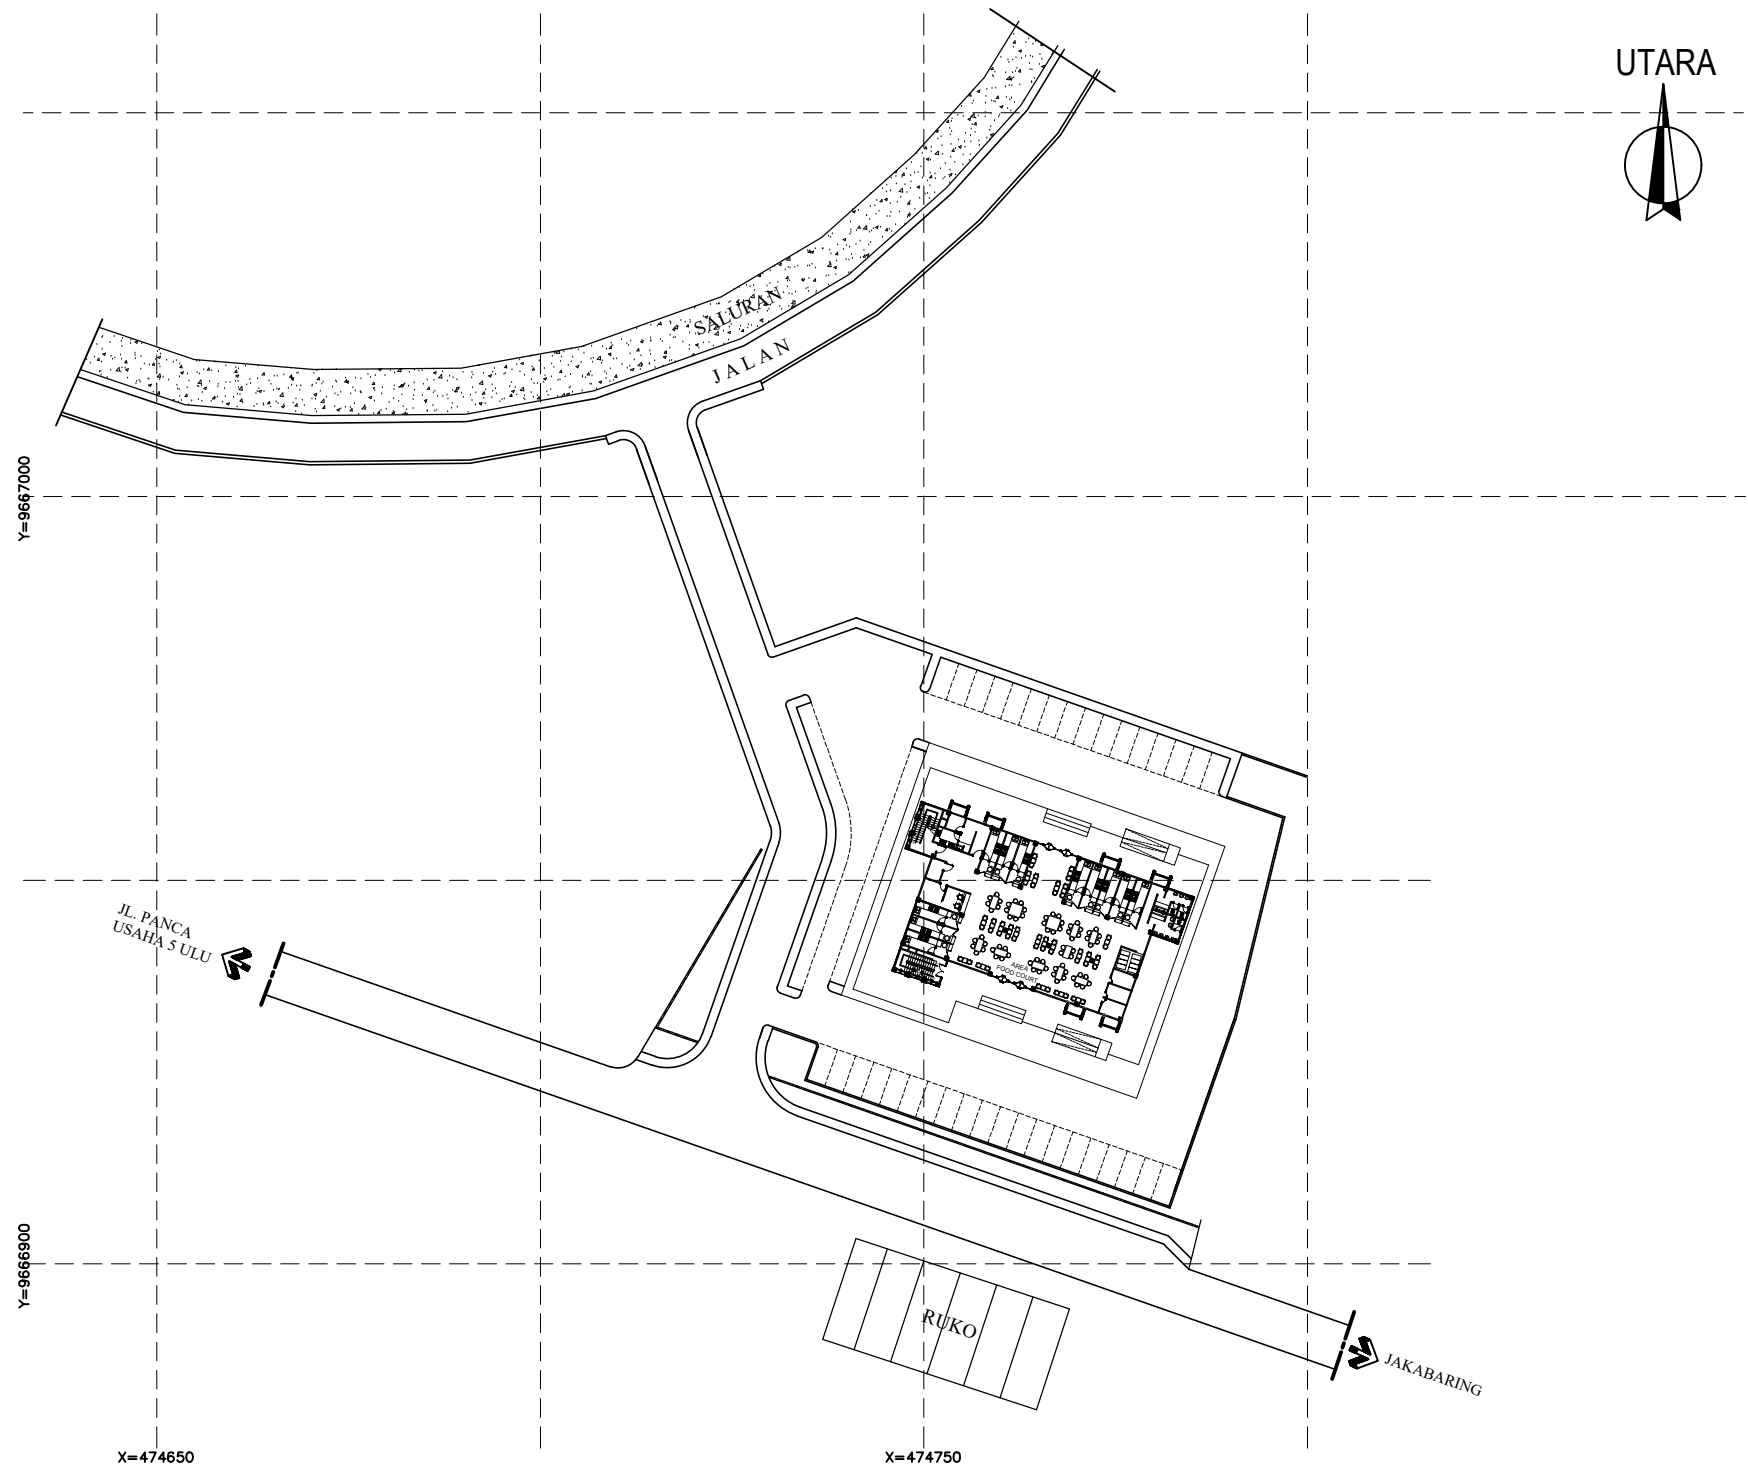 UTARA
SALURAN
JALAN
Y=9667000
JL. PANCA
USAHA 5 ULU
AREA
FOOD COURT
Y=9666900
RUKO
JAKABARING
X=474650
X=474750